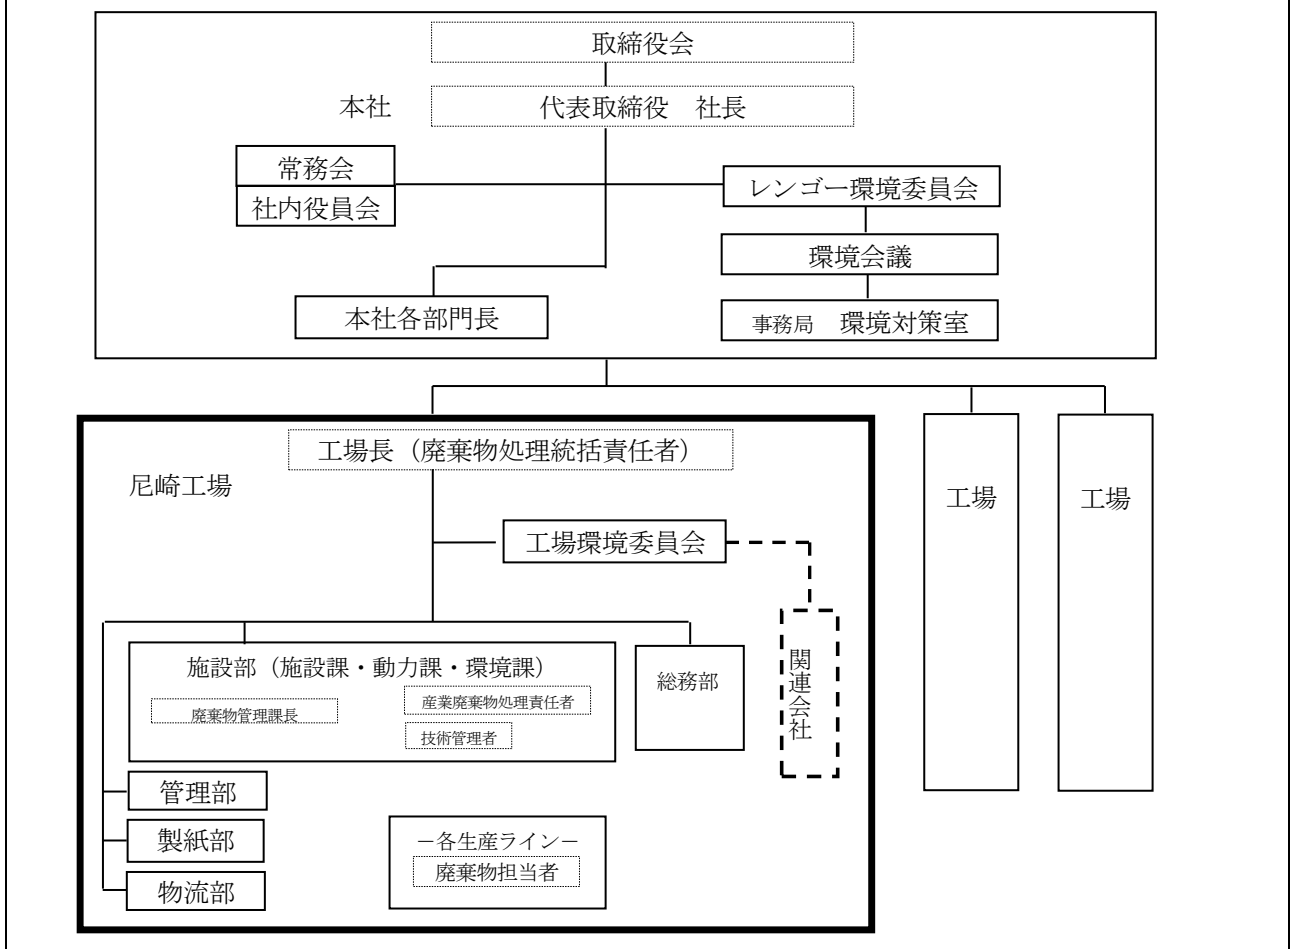 取締役会
本社
代表取締役　社長
常務会
社内役員会
レンゴー環境委員会
環境会議
本社各部門長
事務局　環境対策室
工場長（廃棄物処理統括責任者）
尼崎工場
工場
工場
工場環境委員会
関連会社
施設部（施設課・動力課・環境課）
廃棄物管理課長
産業廃棄物処理責任者
技術管理者
総務部
管理部
製紙部
物流部
－各生産ライン－
廃棄物担当者